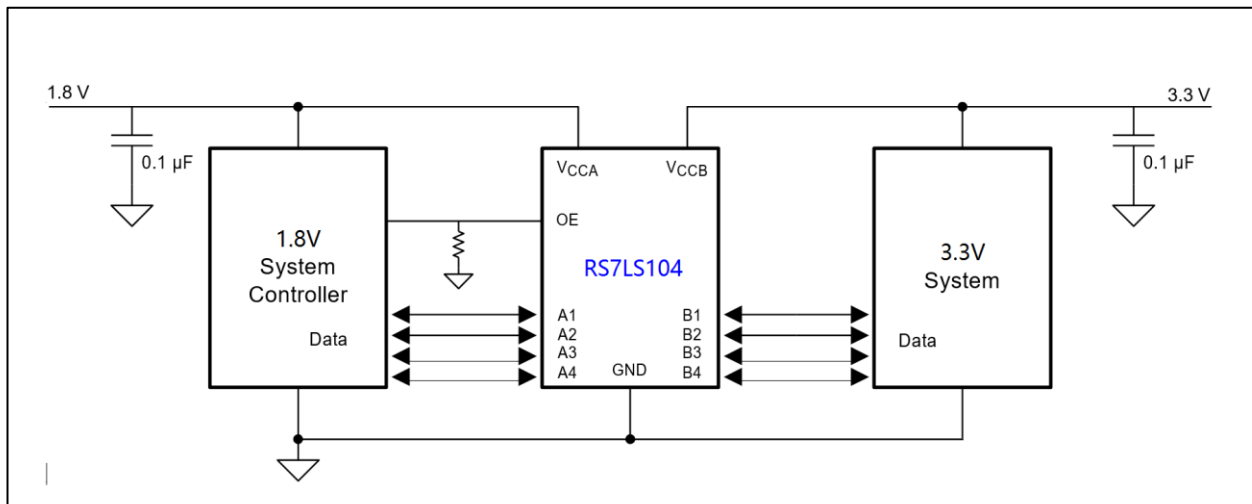 1.8 V
3.3 V
0.1 µF
0.1 µF
VCCA
VCCB
OE
1.8V
System
Controller
RS7LS104
3.3V
System
Data
A1
A2
A3
A4
GND
B1
B2
B3
B4
Data